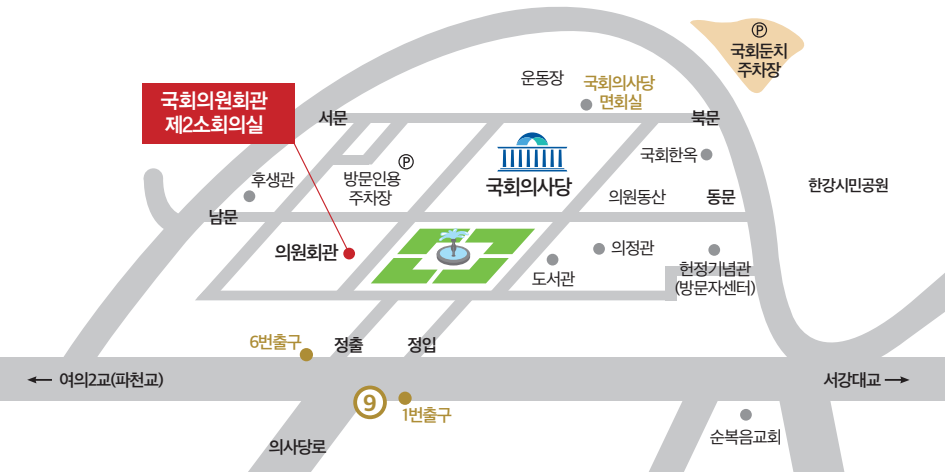 Ⓟ
국회둔치
주차장
운동장
국회의사당
면회실
국회의원회관
제2소회의실
서문
북문
국회한옥
Ⓟ
방문인용
주차장
국회의사당
후생관
의원동산
동문
한강시민공원
남문
의원회관
의정관
도서관
헌정기념관
(방문자센터)
6번출구
정출
정입
← 여의2교(파천교)
서강대교 →
9
1번출구
순복음교회
의사당로